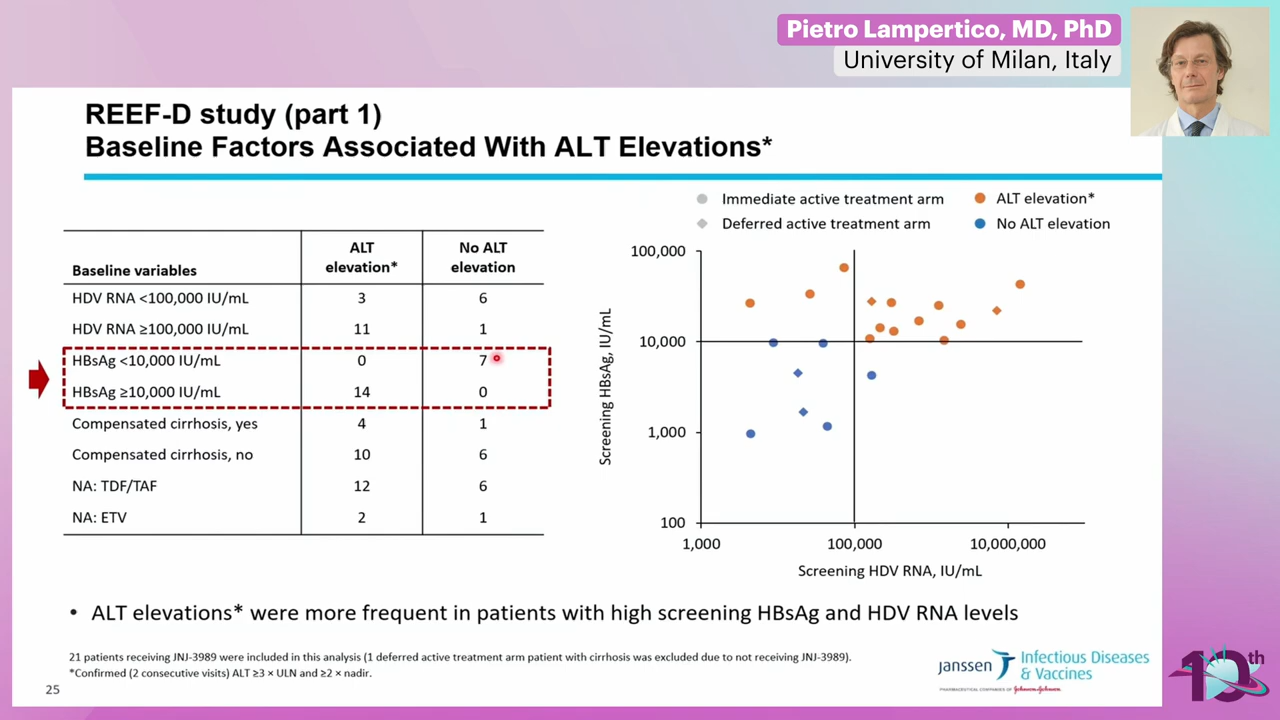 Pietro Lampertico, MD, PhD
University of Milan, Italy
REEF-D study (part 1)
Baseline Factors Associated With ALT Elevations*
Baseline variables
ALT elevation*
No ALT elevation
HDV RNA <100,000 IU/mL 3 6
HDV RNA ≥100,000 IU/mL 11 1
HBsAg <10,000 IU/mL 0 7
HBsAg ≥10,000 IU/mL 14 0
Compensated cirrhosis, yes 4 1
Compensated cirrhosis, no 10 6
NA: TDF/TAF 12 6
NA: ETV 2 1
Immediate active treatment arm
ALT elevation*
Deferred active treatment arm
No ALT elevation
Screening HBsAg, IU/mL
100,000
10,000
1,000
100
1,000
100,000
10,000,000
Screening HDV RNA, IU/mL
• ALT elevations* were more frequent in patients with high screening HBsAg and HDV RNA levels
21 patients receiving JNJ-3989 were included in this analysis (1 deferred active treatment arm patient with cirrhosis was excluded due to not receiving JNJ-3989).
*Confirmed (2 consecutive visits) ALT ≥3 × ULN and ≥2 × nadir.
25
janssen
Infectious Diseases
& Vaccines
PHARMACEUTICAL COMPANIES OF Johnson & Johnson
10th